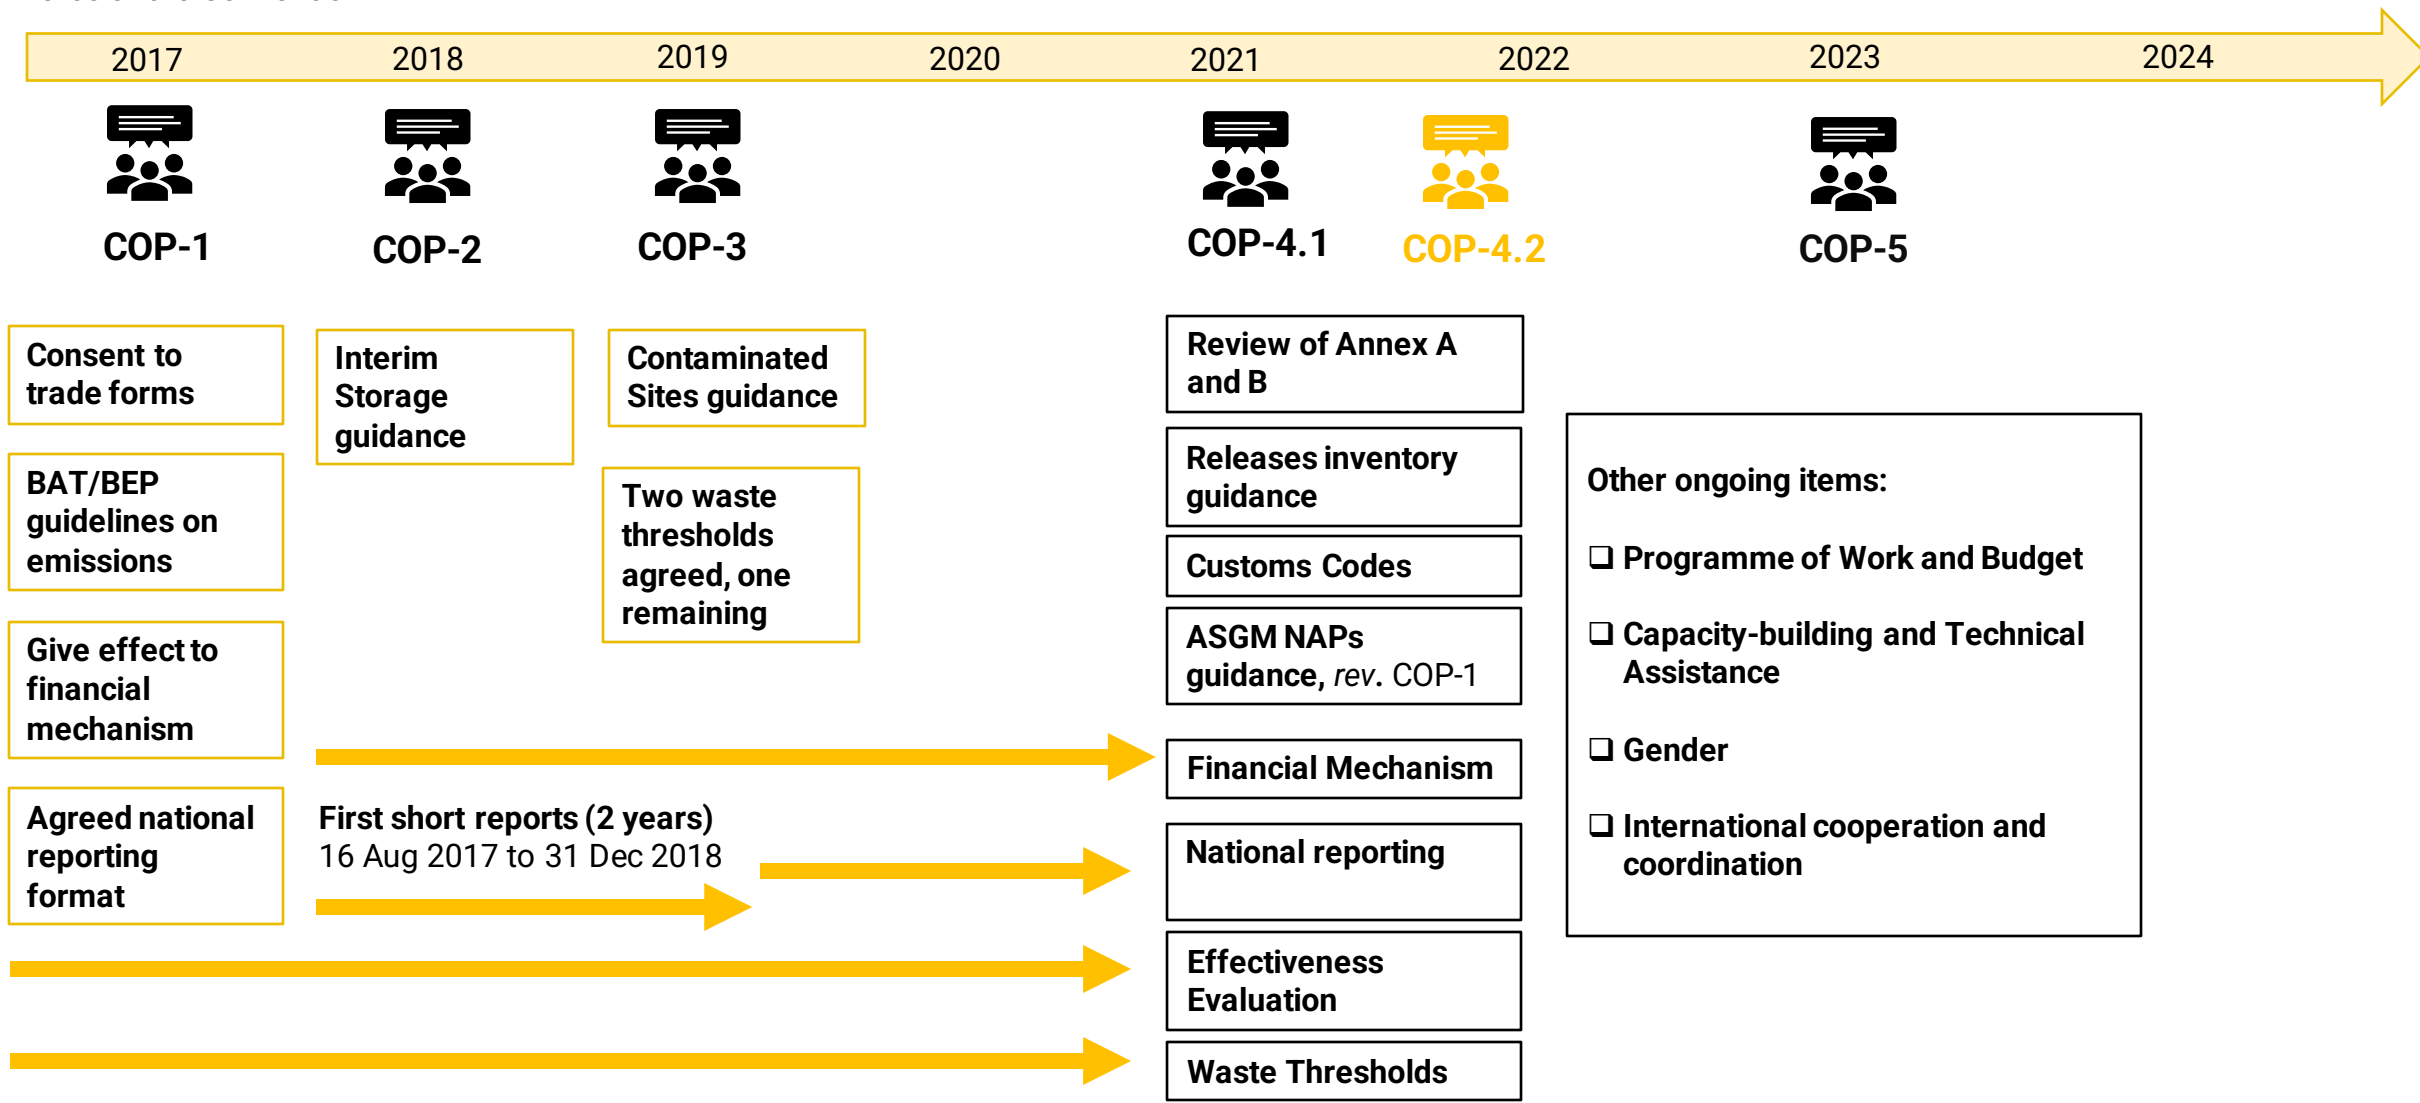 2017 2018 2019 2020 2021 2022 2023 2024
COP-1 COP-2 COP-3 COP-4.1 COP-4.2 COP-5
Consent to
trade forms
BAT/BEP
guidelines on
emissions
Give effect to
financial
mechanism
Agreed national
reporting
format
Interim
Storage
guidance
Contaminated
Sites guidance
Two waste
thresholds
agreed, one
remaining
First short reports (2 years)
16 Aug 2017 to 31 Dec 2018
Review of Annex A
and B
Releases inventory
guidance
Customs Codes
ASGM NAPs
guidance, rev. COP-1
Financial Mechanism
National reporting
Effectiveness
Evaluation
Waste Thresholds
Other ongoing items:
❑ Programme of Work and Budget
❑ Capacity-building and Technical
Assistance
❑ Gender
❑ International cooperation and
coordination